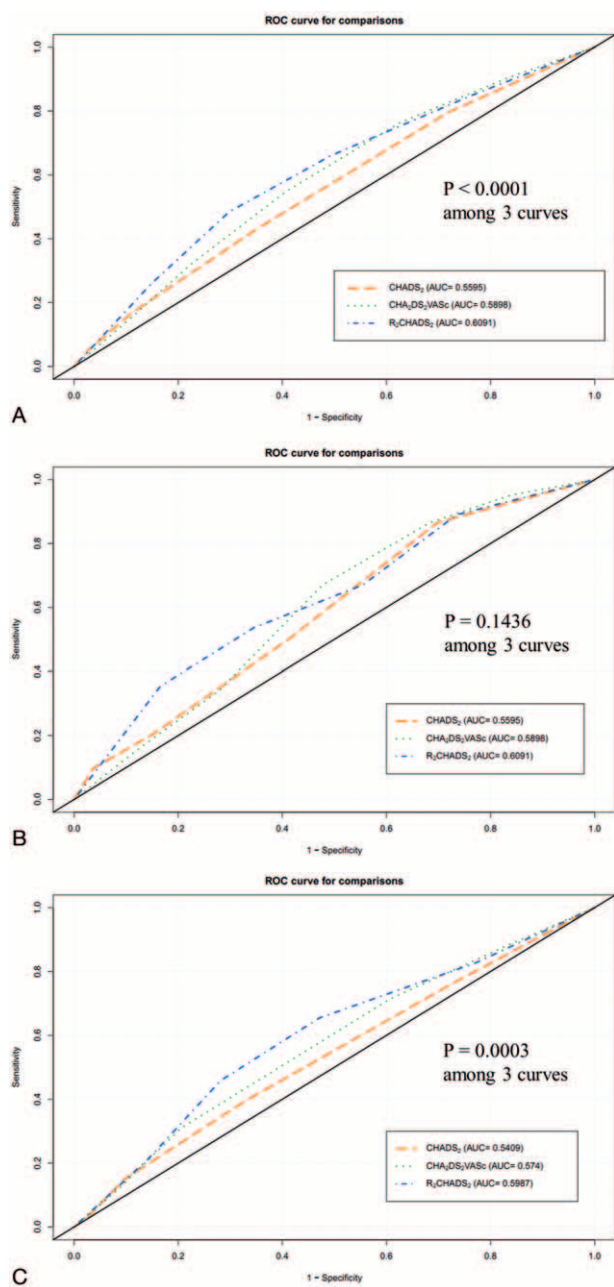 ROC curve for comparisons
1.0
0.8
0.6
0.4
0.2
0.0
Sensitivity
P < 0.0001
among 3 curves
CHADS₂ (AUC= 0.5595)
CHA₂DS₂VASc (AUC= 0.5898)
R₂CHADS₂ (AUC= 0.6091)
0.0 0.2 0.4 0.6 0.8 1.0
1 − Specificity
A
ROC curve for comparisons
1.0
0.8
0.6
0.4
0.2
0.0
Sensitivity
P = 0.1436
among 3 curves
CHADS₂ (AUC= 0.5595)
CHA₂DS₂VASc (AUC= 0.5898)
R₂CHADS₂ (AUC= 0.6091)
0.0 0.2 0.4 0.6 0.8 1.0
1 − Specificity
B
ROC curve for comparisons
1.0
0.8
0.6
0.4
0.2
0.0
Sensitivity
P = 0.0003
among 3 curves
CHADS₂ (AUC= 0.5409)
CHA₂DS₂VASc (AUC= 0.574)
R₂CHADS₂ (AUC= 0.5987)
0.0 0.2 0.4 0.6 0.8 1.0
1 − Specificity
C